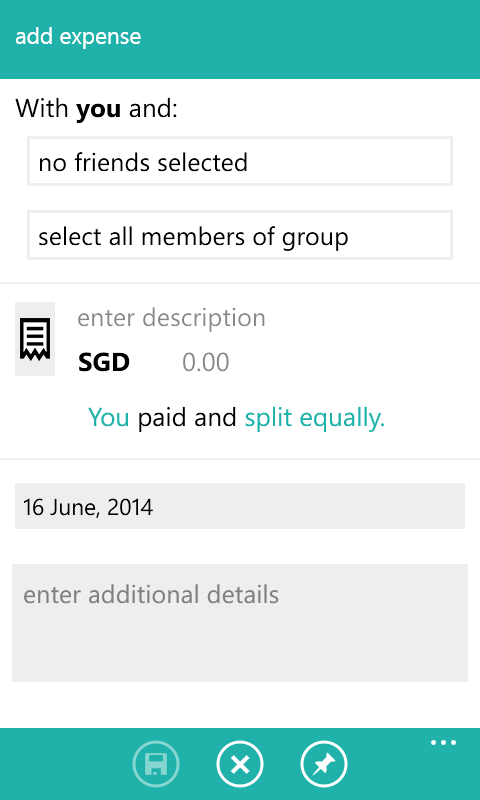 add expense
With you and:
no friends selected
select all members of group
enter description
SGD 0.00
You paid and split equally.
16 June, 2014
enter additional details